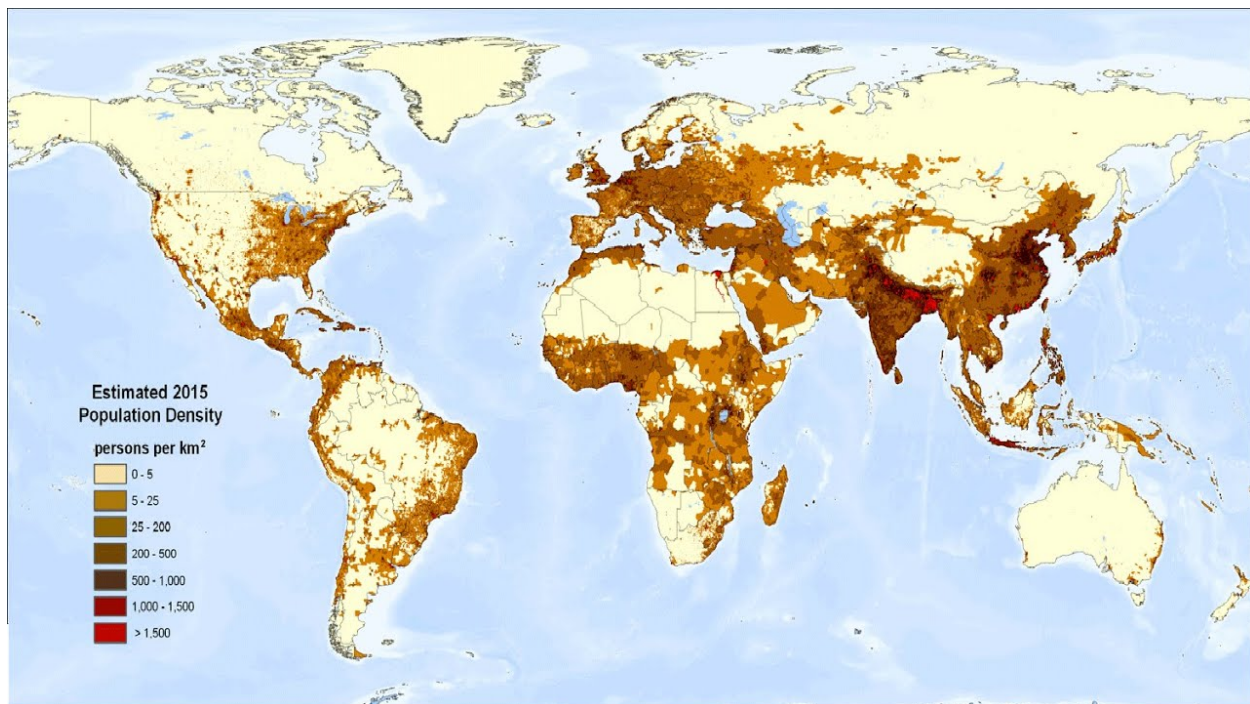 Estimated 2015
Population Density
persons per km²
0 - 5
5 - 25
25 - 200
200 - 500
500 - 1,000
1,000 - 1,500
> 1,500